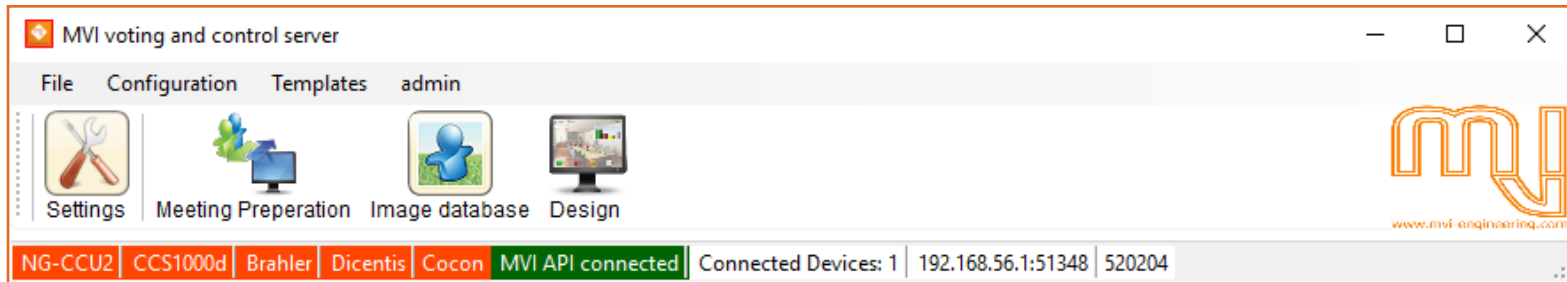 MVI voting and control server
File Configuration Templates admin
mvi
Settings Meeting Preperation Image database Design
www.mvi-engineering.com
NG-CCU2 CCS1000d Brahler Dicentis Cocon MVI API connected Connected Devices: 1 192.168.56.1:51348 520204